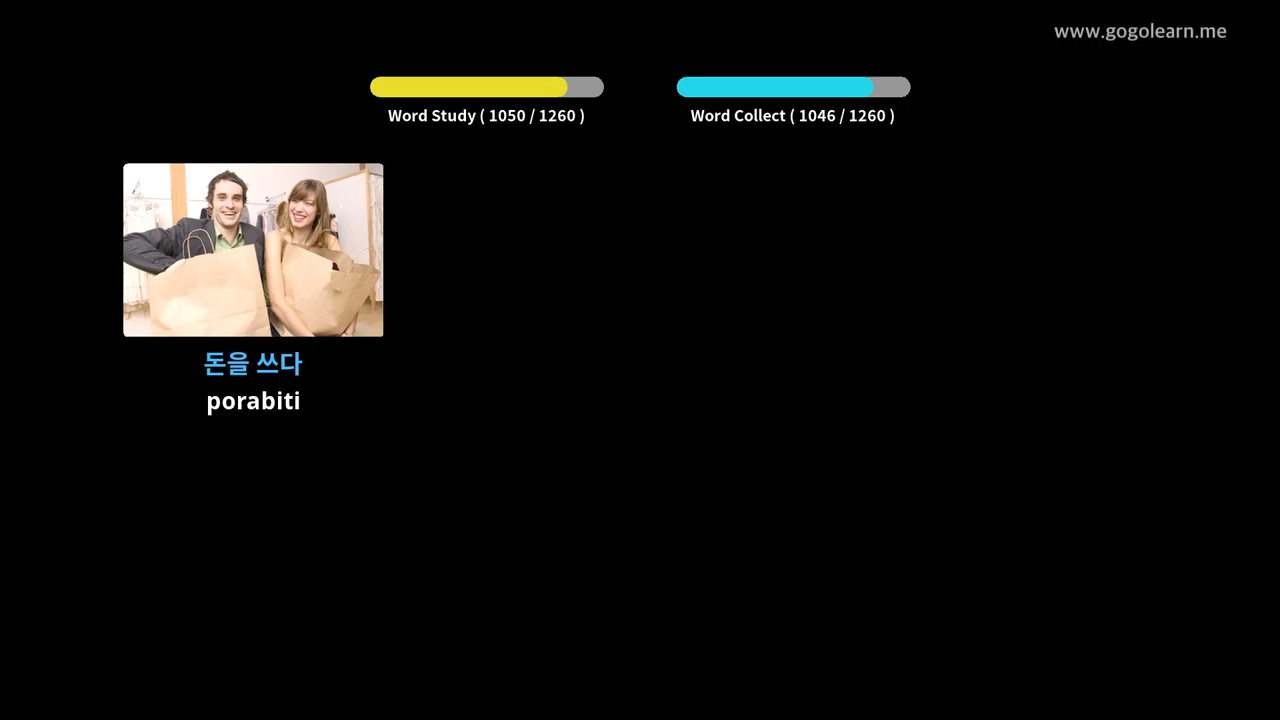 www.gogolearn.me
Word Study ( 1050 / 1260 )
Word Collect ( 1046 / 1260 )
돈을 쓰다
porabiti